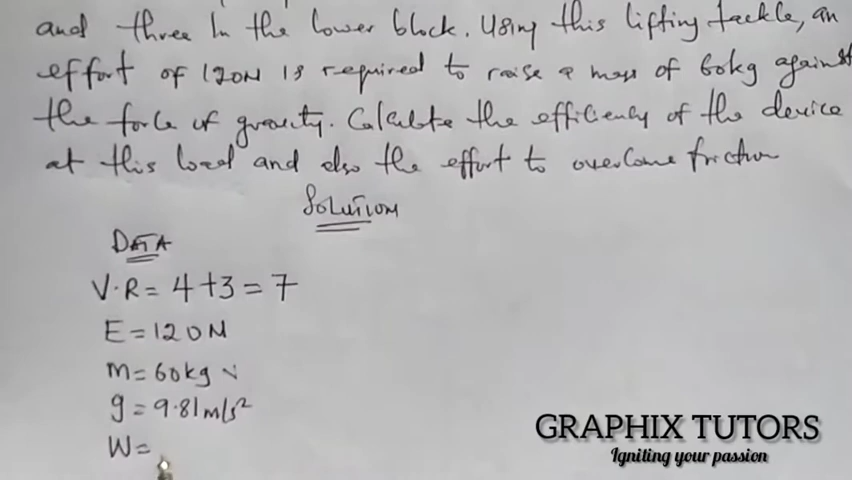 and three in the lower block. Using this lifting tackle, an
effort of 120N is required to raise a mass of 60kg against
the force of gravity. Calculate the efficiency of the device
at this load and also the effort to overcome friction
SOLUTION
DATA
V.R = 4+3 = 7
E = 120N
m = 60kg
g = 9.81m/s²
W =
GRAPHIX TUTORS
Igniting your passion